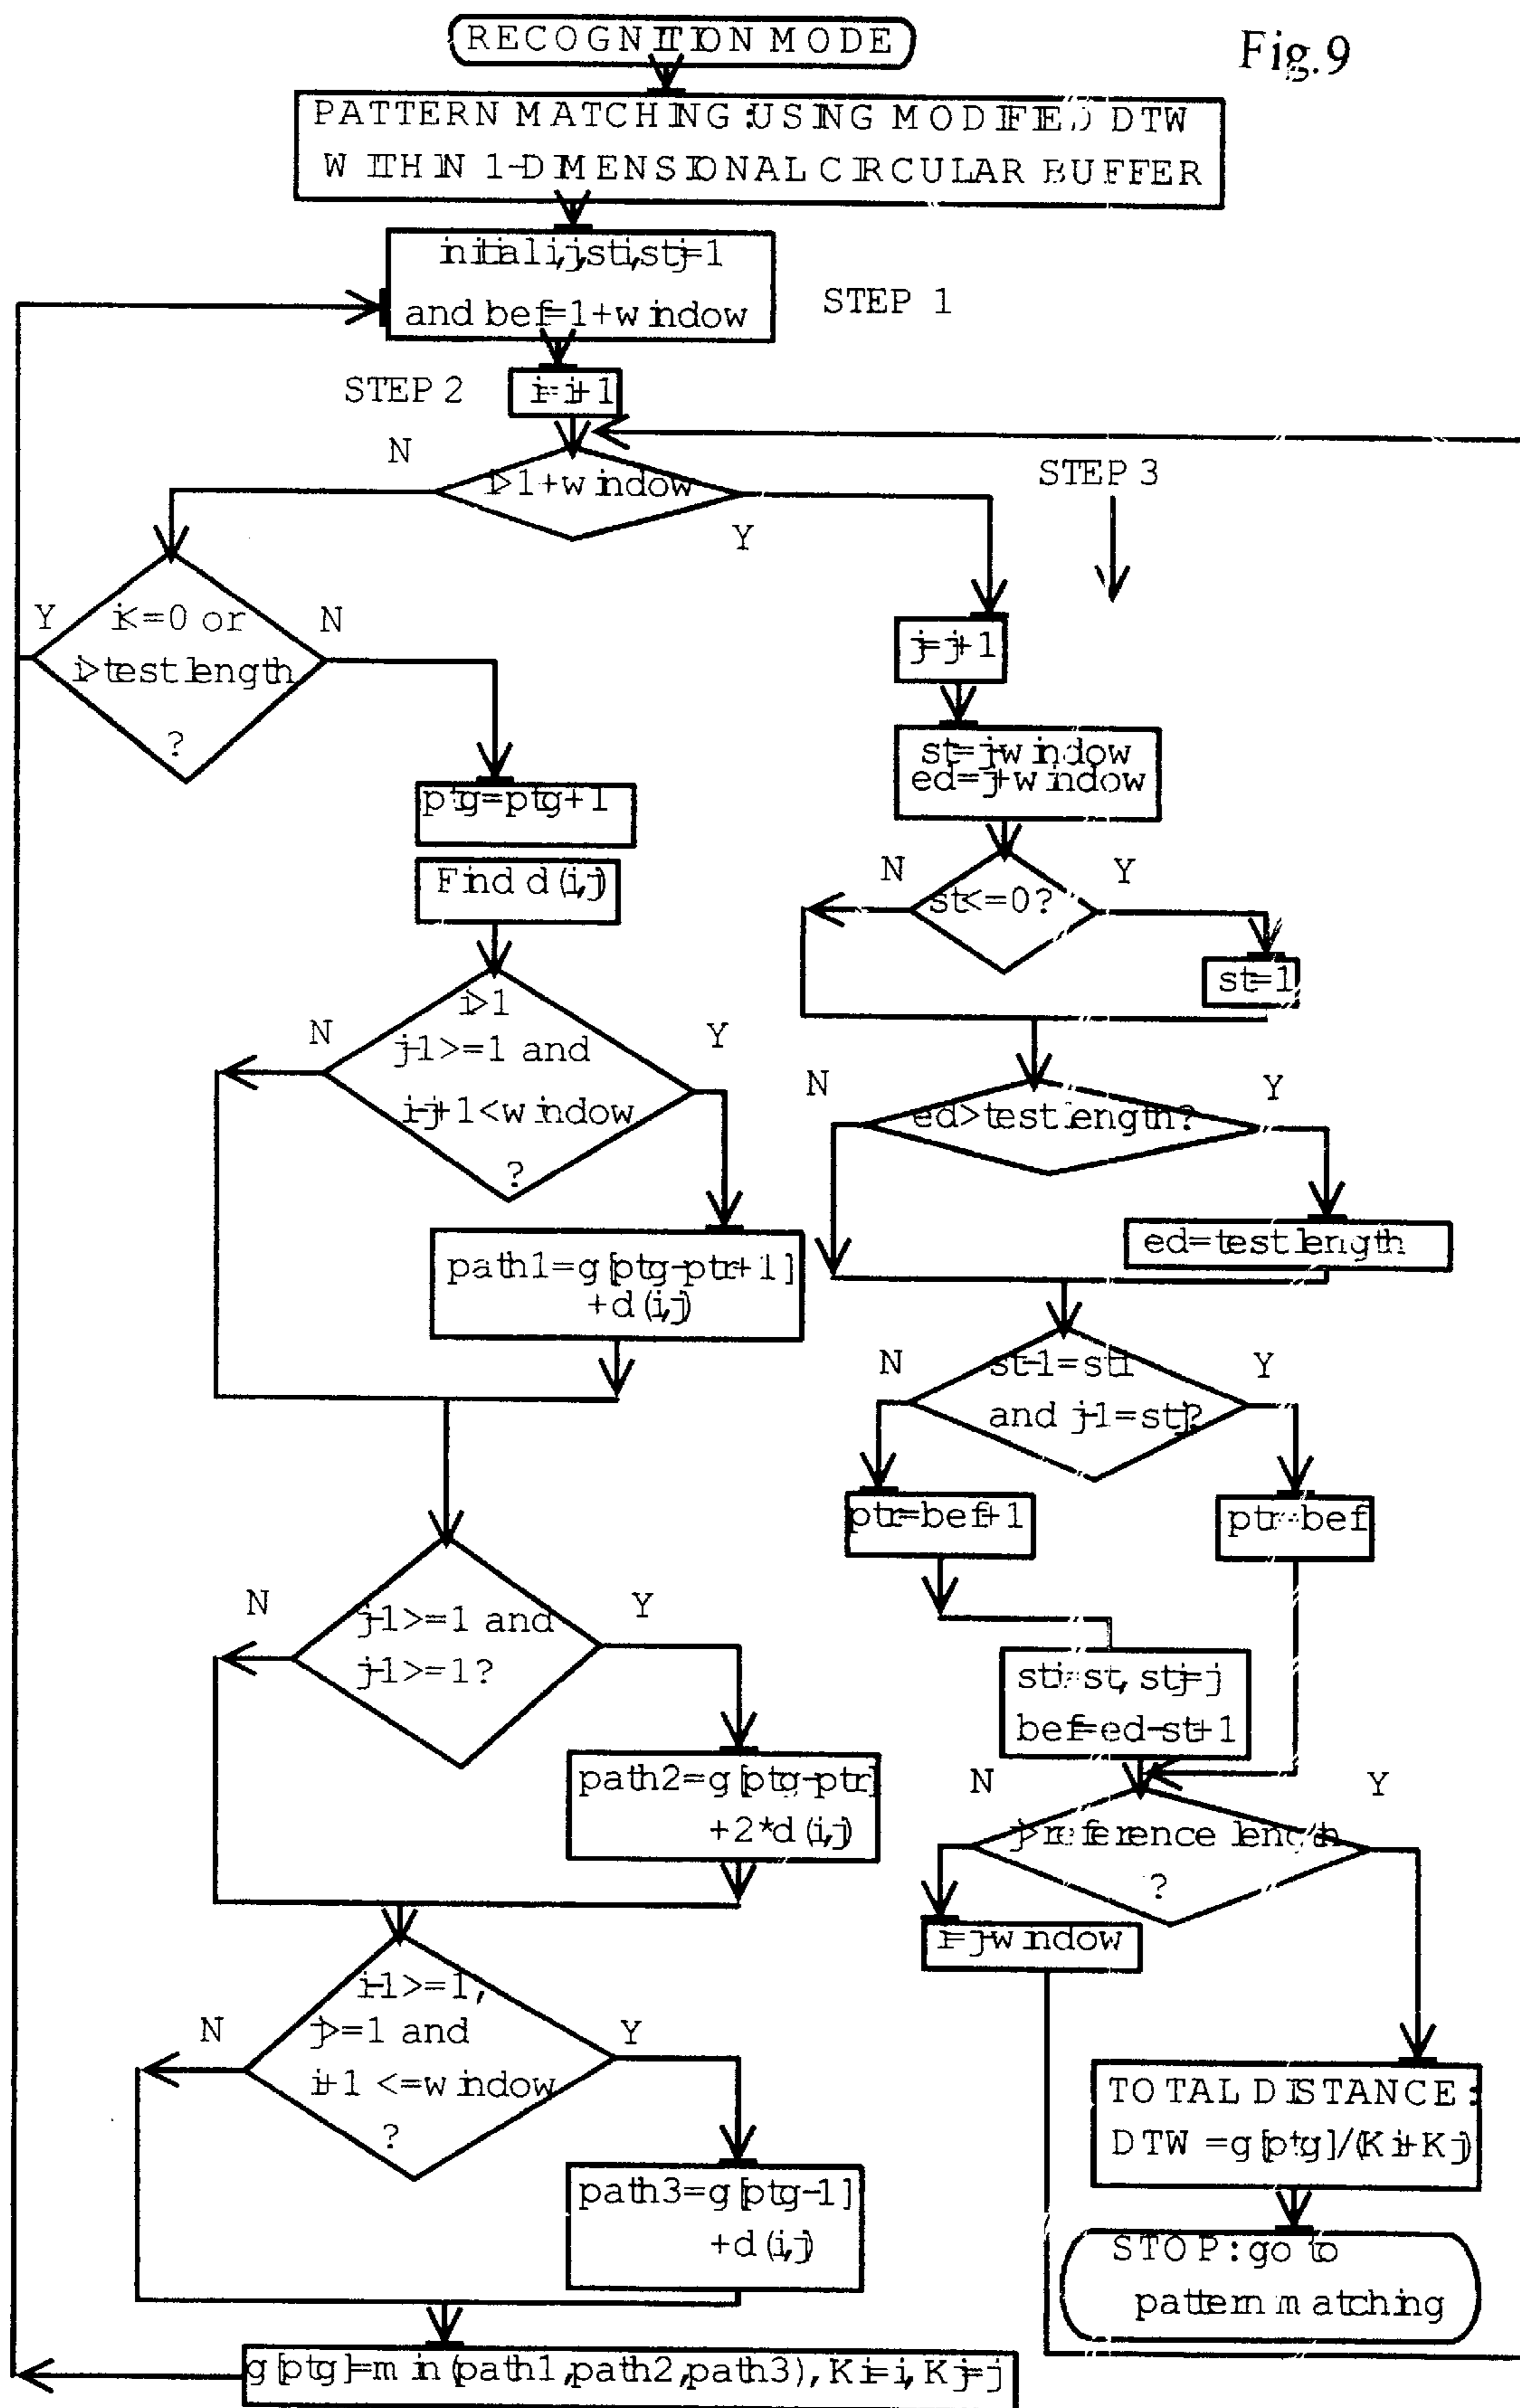 Fig.9
RECOGNITION MODE
PATTERN MATCHING:USING MODIFIED DTW
WITHIN 1-DIMENSIONAL CIRCULAR BUFFER
initial i,j,sti,stj=1
and bef=1+window
STEP 1
STEP 2
i=i+1
N
i>1+window
Y
STEP 3
Y
i<=0 or
i>test length
?
N
ptg=ptg+1
Find d(i,j)
N
i>1
j-1>=1 and
i-j+1<window
?
Y
path1=g[ptg-ptr+1]
+d(i,j)
N
j-1>=1 and
j-1>=1?
Y
path2=g[ptg-ptr]
+2*d(i,j)
N
i-1>=1,
j>=1 and
i+1 <=window
?
Y
path3=g[ptg-1]
+d(i,j)
g[ptg]=min(path1,path2,path3),Ki=i,Kj=j
j=j+1
st=j-window
ed=j+window
N
st<=0?
Y
st=1
N
ed>test length?
Y
ed=test length
N
st-1=sti
and j-1=stj?
Y
ptr=bef+1
ptr=bef
sti=st, stj=j
bef=ed-st+1
N
j>reference length
?
Y
i=j-window
TOTAL DISTANCE:
DTW=g[ptg]/(Ki+Kj)
STOP:go to
pattern matching